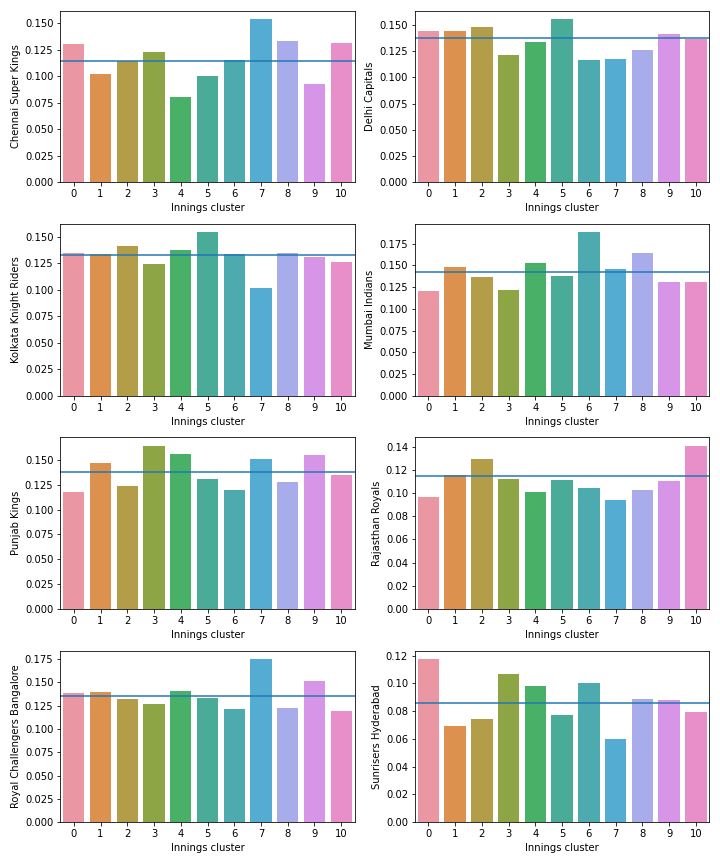 Chennai Super Kings
0.150
0.125
0.100
0.075
0.050
0.025
0.000
0 1 2 3 4 5 6 7 8 9 10
Innings cluster
Delhi Capitals
0.150
0.125
0.100
0.075
0.050
0.025
0.000
0 1 2 3 4 5 6 7 8 9 10
Innings cluster
Kolkata Knight Riders
0.150
0.125
0.100
0.075
0.050
0.025
0.000
0 1 2 3 4 5 6 7 8 9 10
Innings cluster
Mumbai Indians
0.175
0.150
0.125
0.100
0.075
0.050
0.025
0.000
0 1 2 3 4 5 6 7 8 9 10
Innings cluster
Punjab Kings
0.150
0.125
0.100
0.075
0.050
0.025
0.000
0 1 2 3 4 5 6 7 8 9 10
Innings cluster
Rajasthan Royals
0.14
0.12
0.10
0.08
0.06
0.04
0.02
0.00
0 1 2 3 4 5 6 7 8 9 10
Innings cluster
Royal Challengers Bangalore
0.175
0.150
0.125
0.100
0.075
0.050
0.025
0.000
0 1 2 3 4 5 6 7 8 9 10
Innings cluster
Sunrisers Hyderabad
0.12
0.10
0.08
0.06
0.04
0.02
0.00
0 1 2 3 4 5 6 7 8 9 10
Innings cluster